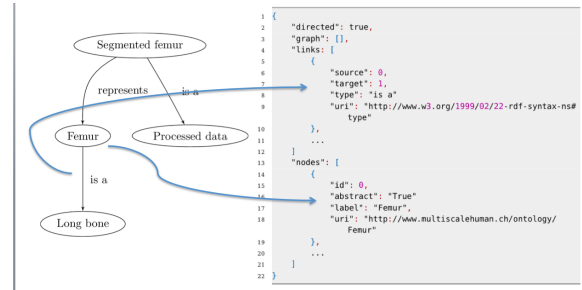 Segmented femur
represents
is a
Femur
Processed data
is a
Long bone
1 {
2 "directed": true,
3 "graph": [],
4 "links": [
5 {
6 "source": 0,
7 "target": 1,
8 "type": "is a"
9 "uri": "http://www.w3.org/1999/02/22-rdf-syntax-ns#
type"
10 },
11 ...
12 ]
13 "nodes": [
14 {
15 "id": 0,
16 "abstract": "True"
17 "label": "Femur",
18 "uri": "http://www.multiscalehuman.ch/ontology/
Femur"
19 },
20 ...
21 ]
22 }